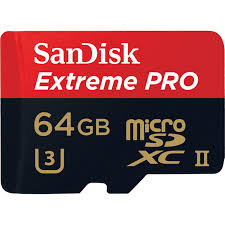 SanDisk
Extreme PRO
64GB
micro
SD
XC II
U3